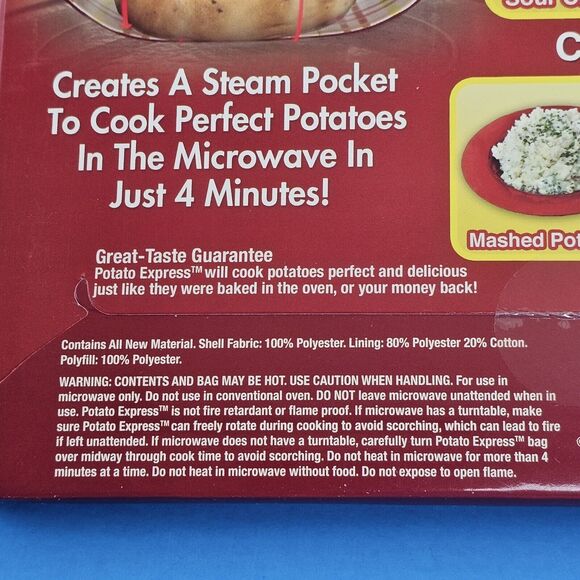 Sour C
C
Creates A Steam Pocket
To Cook Perfect Potatoes
In The Microwave In
Just 4 Minutes!
Mashed Pot
Great-Taste Guarantee
Potato Express™ will cook potatoes perfect and delicious
just like they were baked in the oven, or your money back!
Contains All New Material. Shell Fabric: 100% Polyester. Lining: 80% Polyester 20% Cotton.
Polyfill: 100% Polyester.
WARNING: CONTENTS AND BAG MAY BE HOT. USE CAUTION WHEN HANDLING. For use in
microwave only. Do not use in conventional oven. DO NOT leave microwave unattended when in
use. Potato Express™ is not fire retardant or flame proof. If microwave has a turntable, make
sure Potato Express™ can freely rotate during cooking to avoid scorching, which can lead to fire
if left unattended. If microwave does not have a turntable, carefully turn Potato Express™ bag
over midway through cook time to avoid scorching. Do not heat in microwave for more than 4
minutes at a time. Do not heat in microwave without food. Do not expose to open flame.